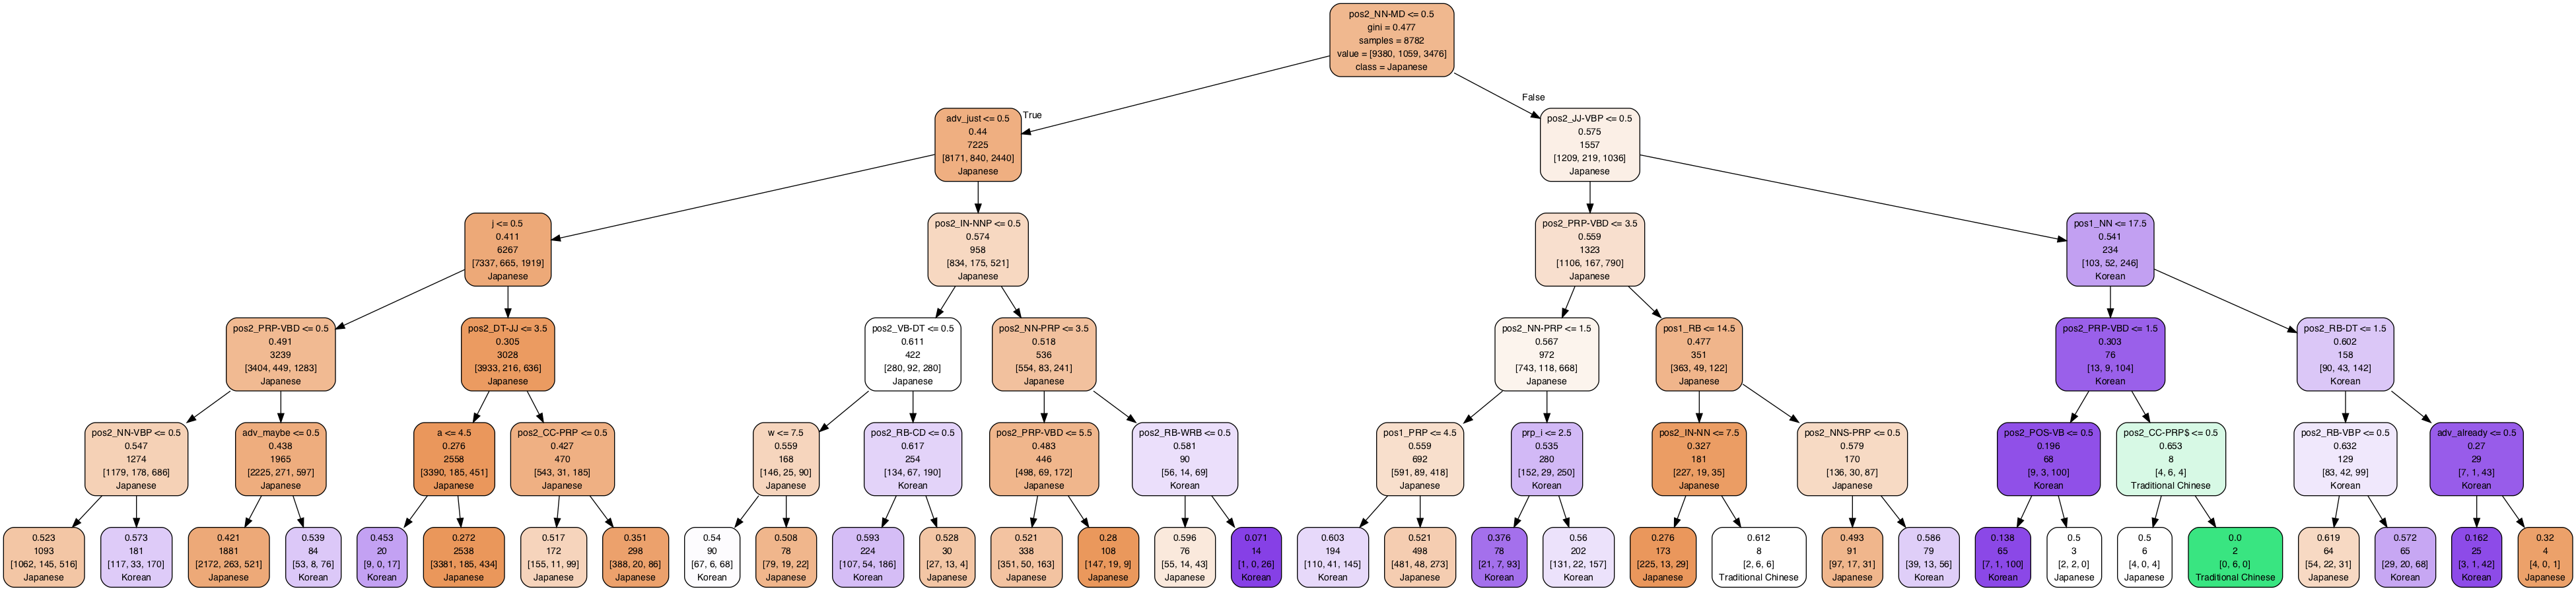 pos2_NN-MD <= 0.5
gini = 0.477
samples = 8782
value = [9380, 1059, 3476]
class = Japanese
True
False
adv_just <= 0.5
0.44
7225
[8171, 840, 2440]
Japanese
pos2_JJ-VBP <= 0.5
0.575
1557
[1209, 219, 1036]
Japanese
j <= 0.5
0.411
6267
[7337, 665, 1919]
Japanese
pos2_IN-NNP <= 0.5
0.574
958
[834, 175, 521]
Japanese
pos2_PRP-VBD <= 3.5
0.559
1323
[1106, 167, 790]
Japanese
pos1_NN <= 17.5
0.541
234
[103, 52, 246]
Korean
pos2_PRP-VBD <= 0.5
0.491
3239
[3404, 449, 1283]
Japanese
pos2_DT-JJ <= 3.5
0.305
3028
[3933, 216, 636]
Japanese
pos2_VB-DT <= 0.5
0.611
422
[280, 92, 280]
Japanese
pos2_NN-PRP <= 3.5
0.518
536
[554, 83, 241]
Japanese
pos2_NN-PRP <= 1.5
0.567
972
[743, 118, 668]
Japanese
pos1_RB <= 14.5
0.477
351
[363, 49, 122]
Japanese
pos2_PRP-VBD <= 1.5
0.303
76
[13, 9, 104]
Korean
pos2_RB-DT <= 1.5
0.602
158
[90, 43, 142]
Korean
pos2_NN-VBP <= 0.5
0.547
1274
[1179, 178, 686]
Japanese
adv_maybe <= 0.5
0.438
1965
[2225, 271, 597]
Japanese
a <= 4.5
0.276
2558
[3390, 185, 451]
Japanese
pos2_CC-PRP <= 0.5
0.427
470
[543, 31, 185]
Japanese
w <= 7.5
0.559
168
[146, 25, 90]
Japanese
pos2_RB-CD <= 0.5
0.617
254
[134, 67, 190]
Korean
pos2_PRP-VBD <= 5.5
0.483
446
[498, 69, 172]
Japanese
pos2_RB-WRB <= 0.5
0.581
90
[56, 14, 69]
Korean
pos1_PRP <= 4.5
0.559
692
[591, 89, 418]
Japanese
prp_i <= 2.5
0.535
280
[152, 29, 250]
Korean
pos2_IN-NN <= 7.5
0.327
181
[227, 19, 35]
Japanese
pos2_NNS-PRP <= 0.5
0.579
170
[136, 30, 87]
Japanese
pos2_POS-VB <= 0.5
0.196
68
[9, 3, 100]
Korean
pos2_CC-PRP$ <= 0.5
0.653
8
[4, 6, 4]
Traditional Chinese
pos2_RB-VBP <= 0.5
0.632
129
[83, 42, 99]
Korean
adv_already <= 0.5
0.27
29
[7, 1, 43]
Korean
0.523
1093
[1062, 145, 516]
Japanese
0.573
181
[117, 33, 170]
Korean
0.421
1881
[2172, 263, 521]
Japanese
0.539
84
[53, 8, 76]
Korean
0.453
20
[9, 0, 17]
Korean
0.272
2538
[3381, 185, 434]
Japanese
0.517
172
[155, 11, 99]
Japanese
0.351
298
[388, 20, 86]
Japanese
0.54
90
[67, 6, 68]
Korean
0.508
78
[79, 19, 22]
Japanese
0.593
224
[107, 54, 186]
Korean
0.528
30
[27, 13, 4]
Japanese
0.521
338
[351, 50, 163]
Japanese
0.28
108
[147, 19, 9]
Japanese
0.596
76
[55, 14, 43]
Japanese
0.071
14
[1, 0, 26]
Korean
0.603
194
[110, 41, 145]
Korean
0.521
498
[481, 48, 273]
Japanese
0.376
78
[21, 7, 93]
Korean
0.56
202
[131, 22, 157]
Korean
0.276
173
[225, 13, 29]
Japanese
0.612
8
[2, 6, 6]
Traditional Chinese
0.493
91
[97, 17, 31]
Japanese
0.586
79
[39, 13, 56]
Korean
0.138
65
[7, 1, 100]
Korean
0.5
3
[2, 2, 0]
Japanese
0.5
6
[4, 0, 4]
Japanese
0.0
2
[0, 6, 0]
Traditional Chinese
0.619
64
[54, 22, 31]
Japanese
0.572
65
[29, 20, 68]
Korean
0.162
25
[3, 1, 42]
Korean
0.32
4
[4, 0, 1]
Japanese